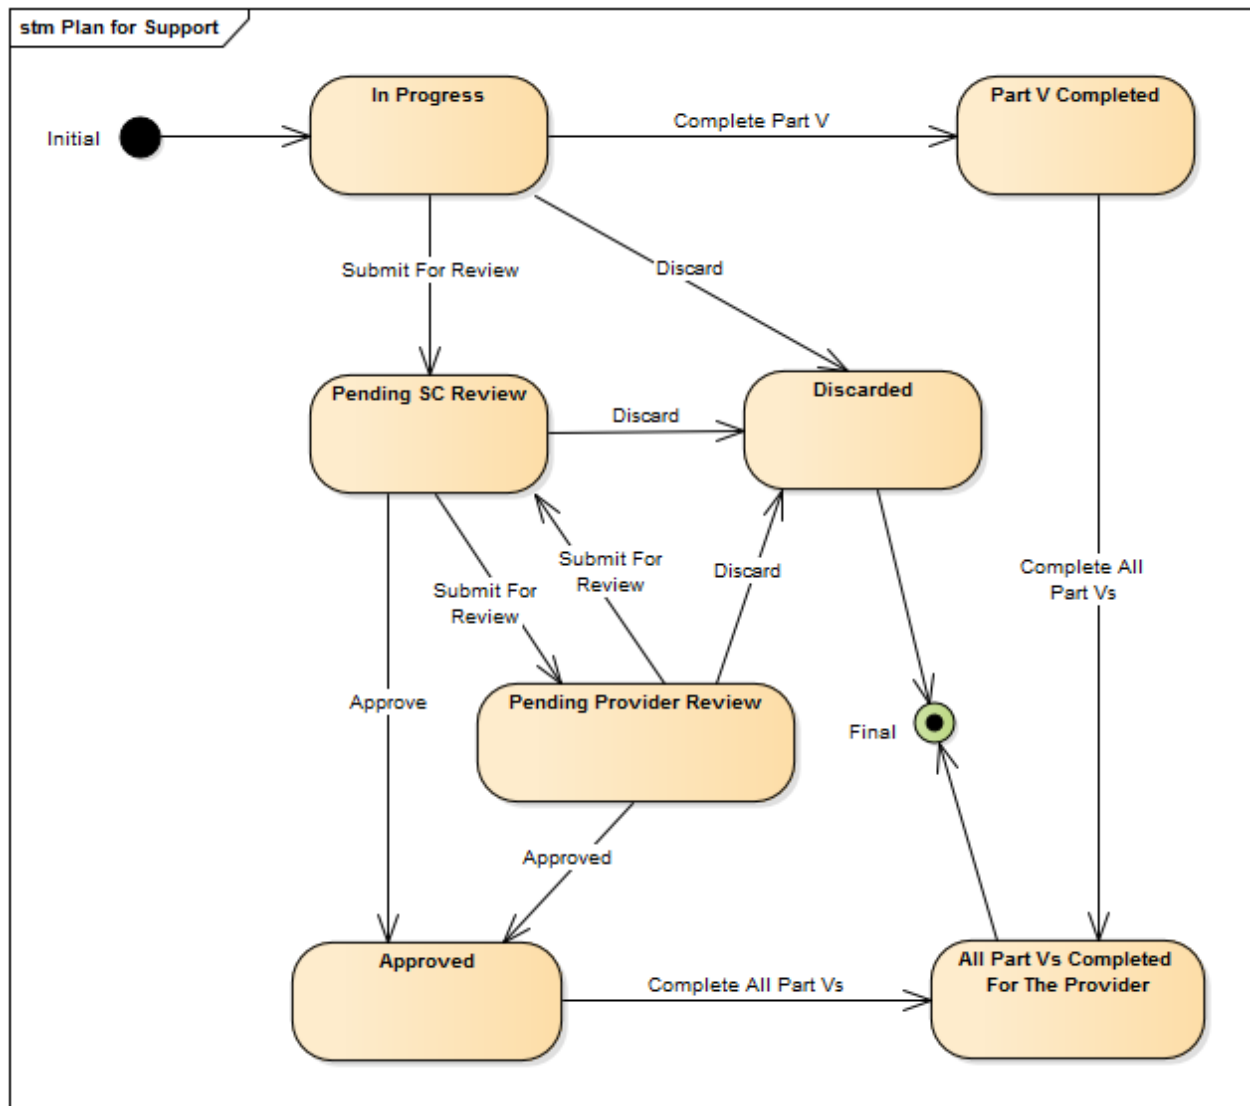 stm Plan for Support
In Progress
Part V Completed
Initial
Complete Part V
Submit For Review
Discard
Pending SC Review
Discarded
Discard
Submit For
Review
Submit For
Review
Discard
Complete All
Part Vs
Approve
Pending Provider Review
Final
Approved
Approved
Complete All Part Vs
All Part Vs Completed
For The Provider